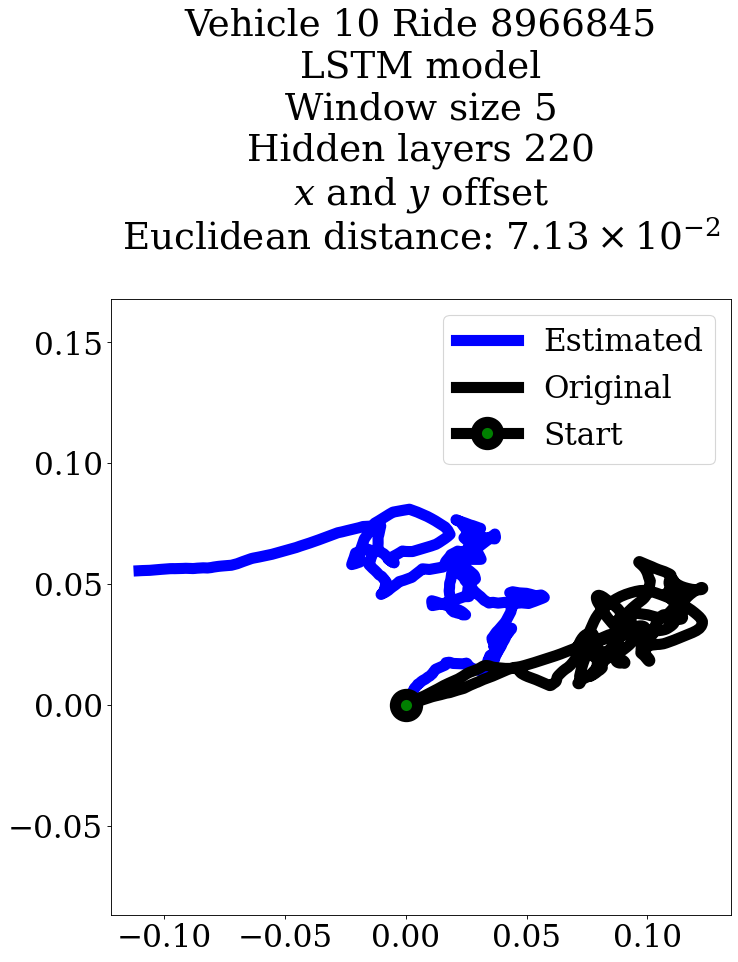 Vehicle 10 Ride 8966845
LSTM model
Window size 5
Hidden layers 220
x and y offset
Euclidean distance: 7.13 × 10⁻²
Estimated
Original
Start
0.15
0.10
0.05
0.00
−0.05
−0.10 −0.05 0.00 0.05 0.10